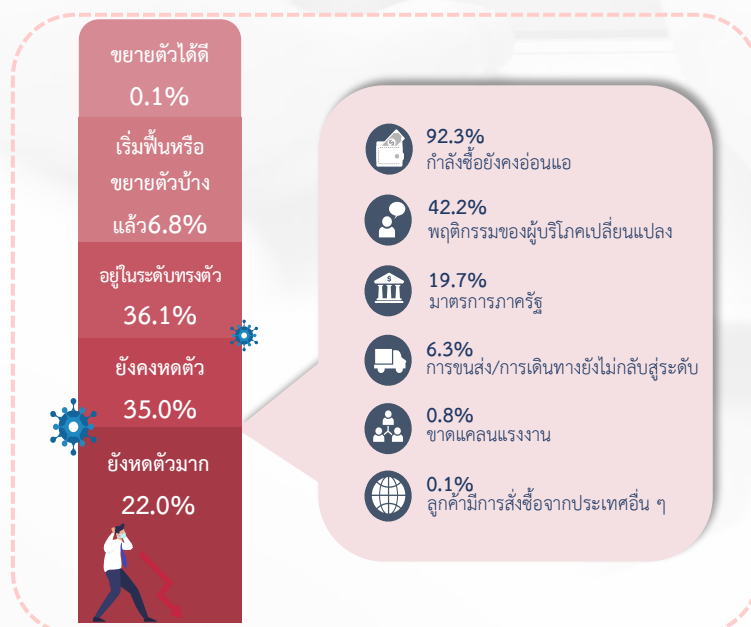 ขยายตัวได้ดี
0.1%
เริ่มฟื้นหรือ
ขยายตัวบ้าง
แล้ว6.8%
อยู่ในระดับทรงตัว
36.1%
ยังคงหดตัว
35.0%
ยังหดตัวมาก
22.0%
92.3%
กำลังซื้อยังคงอ่อนแอ
42.2%
พฤติกรรมของผู้บริโภคเปลี่ยนแปลง
19.7%
มาตรการภาครัฐ
6.3%
การขนส่ง/การเดินทางยังไม่กลับสู่ระดับ
0.8%
ขาดแคลนแรงงาน
0.1%
ลูกค้ามีการสั่งซื้อจากประเทศอื่น ๆ